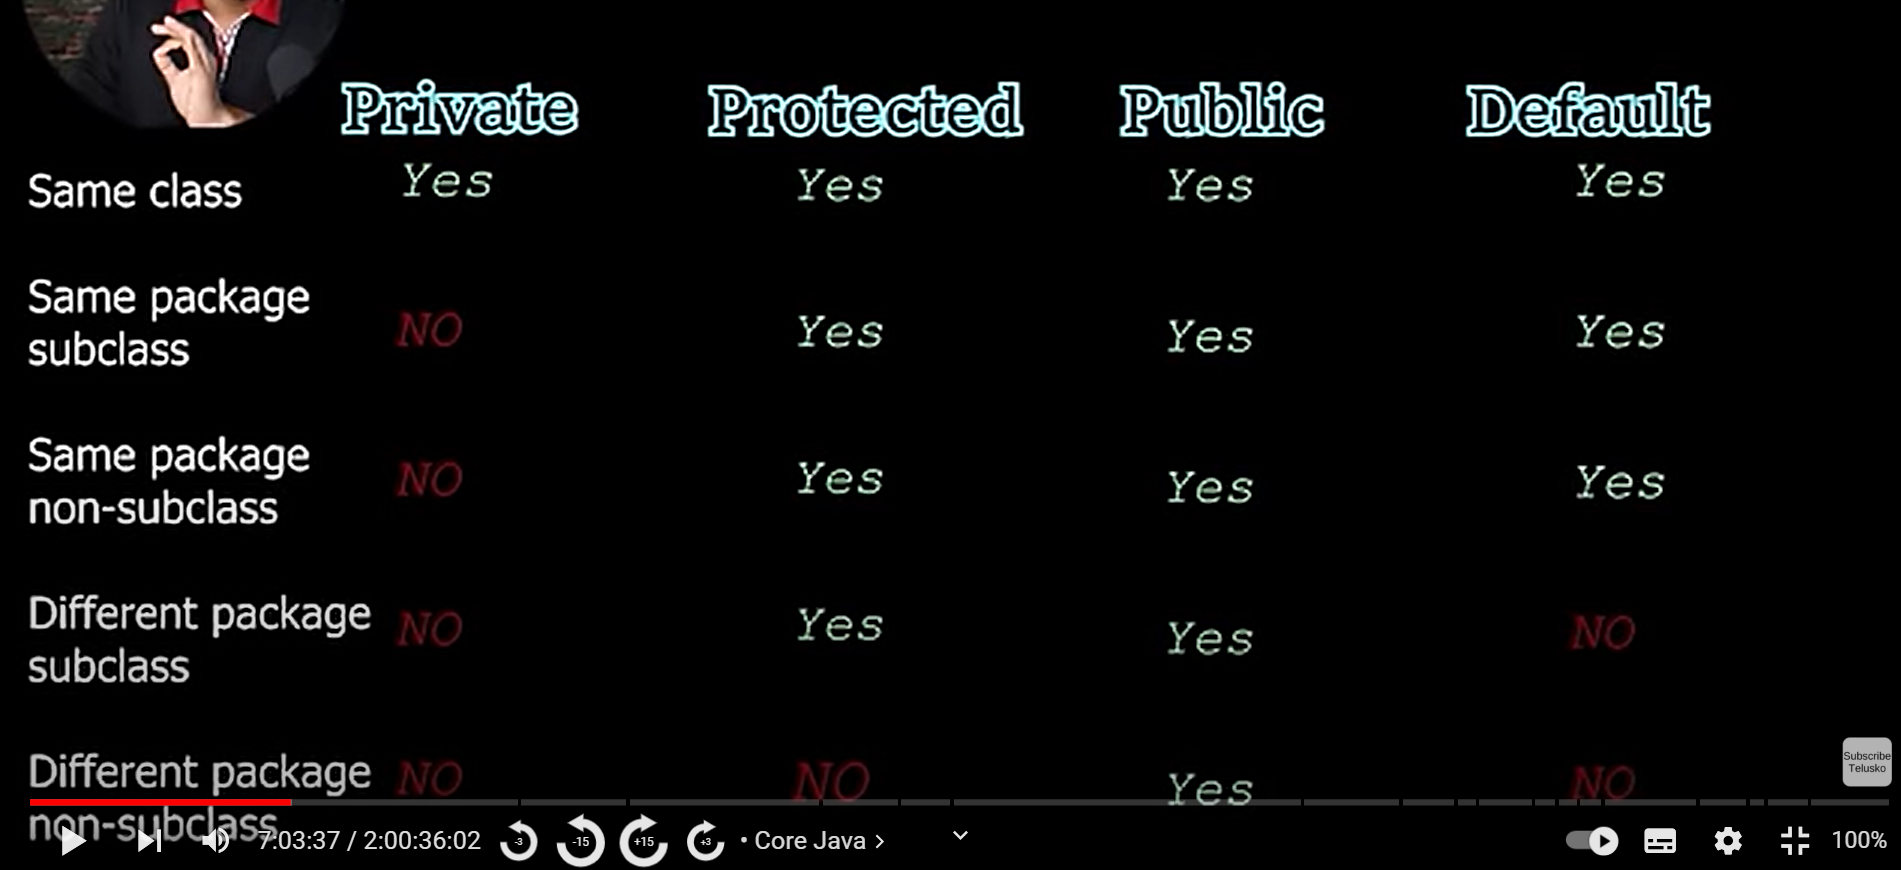 Private Protected Public Default
Same class Yes Yes Yes Yes
Same package
subclass NO Yes Yes Yes
Same package
non-subclass NO Yes Yes Yes
Different package
subclass NO Yes Yes NO
Different package
non-subclass NO NO Yes NO
Subscribe
Telusko
7:03:37 / 2:00:36:02 -3 -15 +15 +3 • Core Java > 100%